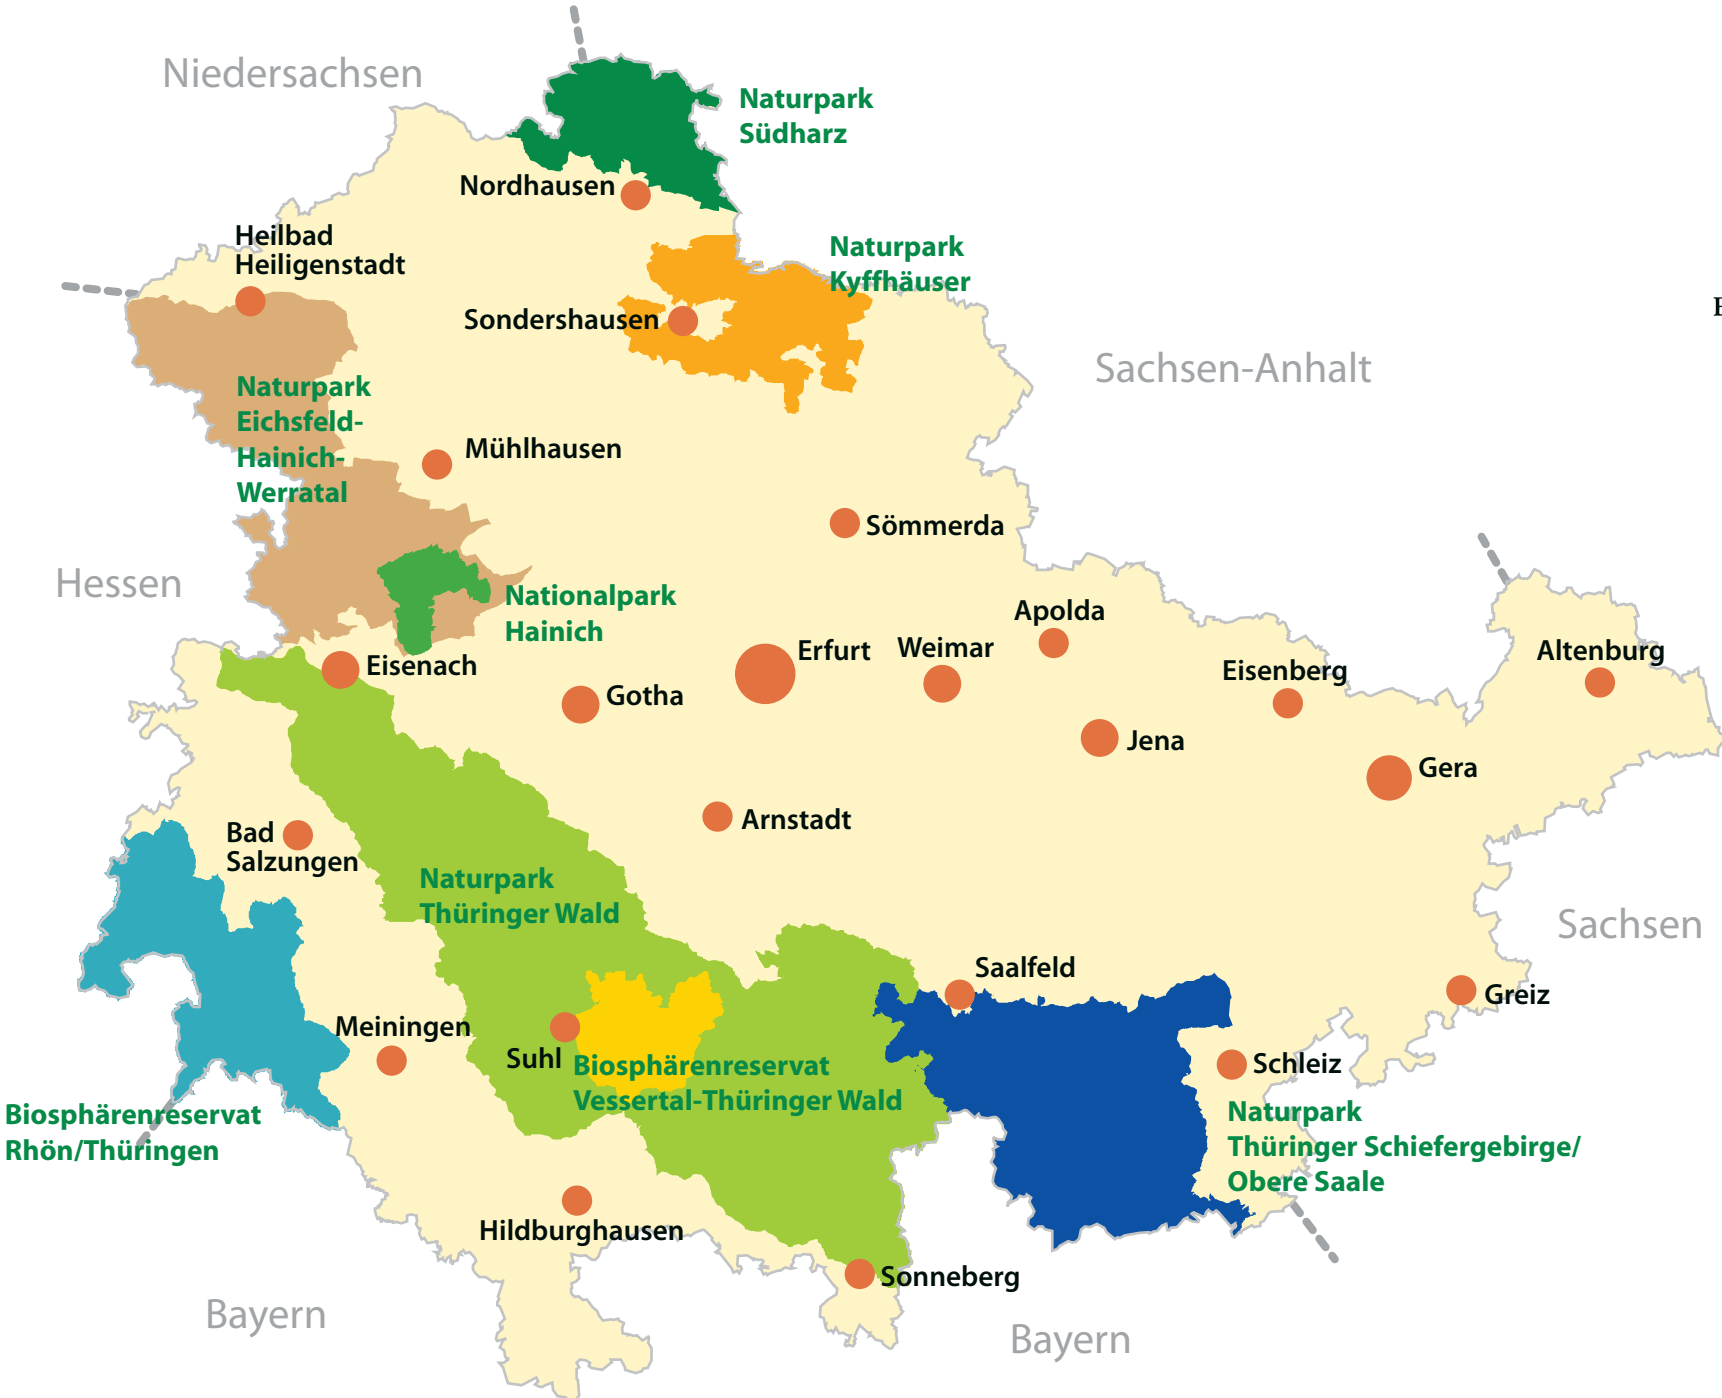 Niedersachsen
Naturpark
Südharz
Nordhausen
Heilbad
Heiligenstadt
Naturpark
Kyffhäuser
Sondershausen
Sachsen-Anhalt
Naturpark
Eichsfeld-
Hainich-
Werratal
Mühlhausen
Sömmerda
Hessen
Nationalpark
Hainich
Apolda
Erfurt
Weimar
Altenburg
Eisenach
Eisenberg
Gotha
Jena
Gera
Arnstadt
Bad
Salzungen
Naturpark
Thüringer Wald
Sachsen
Saalfeld
Greiz
Meiningen
Suhl
Biosphärenreservat
Vessertal-Thüringer Wald
Schleiz
Biosphärenreservat
Rhön/Thüringen
Naturpark
Thüringer Schiefergebirge/
Obere Saale
Hildburghausen
Sonneberg
Bayern
Bayern